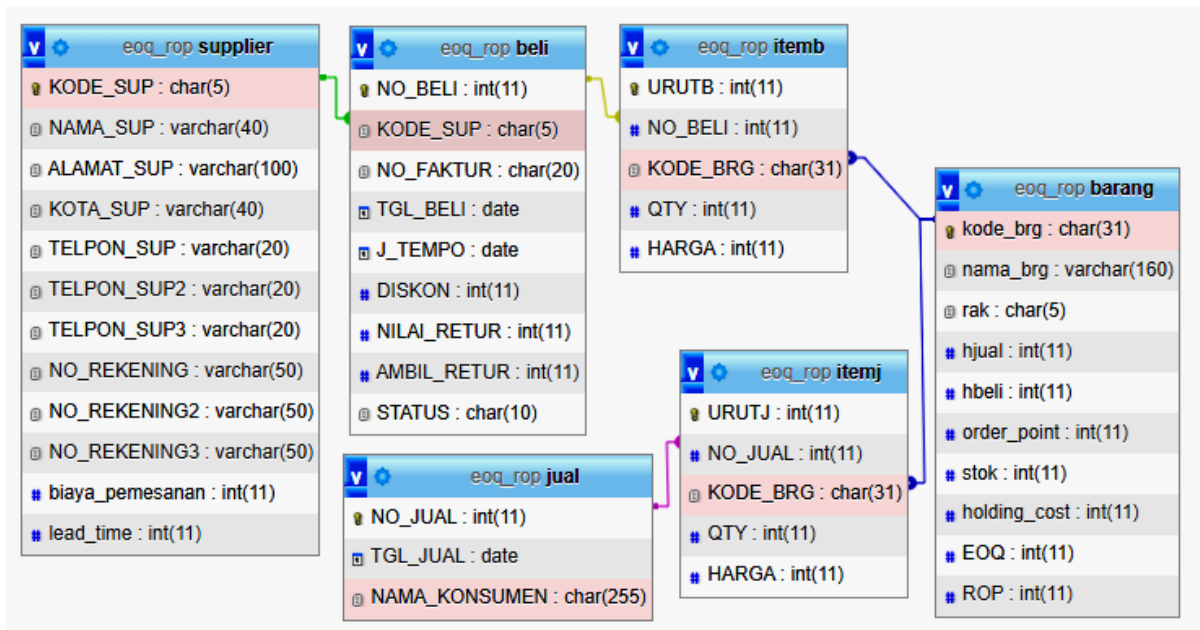 eoq_rop supplier
KODE_SUP : char(5)
NAMA_SUP : varchar(40)
ALAMAT_SUP : varchar(100)
KOTA_SUP : varchar(40)
TELPON_SUP : varchar(20)
TELPON_SUP2 : varchar(20)
TELPON_SUP3 : varchar(20)
NO_REKENING : varchar(50)
NO_REKENING2 : varchar(50)
NO_REKENING3 : varchar(50)
biaya_pemesanan : int(11)
lead_time : int(11)
eoq_rop beli
NO_BELI : int(11)
KODE_SUP : char(5)
NO_FAKTUR : char(20)
TGL_BELI : date
J_TEMPO : date
DISKON : int(11)
NILAI_RETUR : int(11)
AMBIL_RETUR : int(11)
STATUS : char(10)
eoq_rop itemb
URUTB : int(11)
NO_BELI : int(11)
KODE_BRG : char(31)
QTY : int(11)
HARGA : int(11)
eoq_rop barang
kode_brg : char(31)
nama_brg : varchar(160)
rak : char(5)
hjual : int(11)
hbeli : int(11)
order_point : int(11)
stok : int(11)
holding_cost : int(11)
EOQ : int(11)
ROP : int(11)
eoq_rop jual
NO_JUAL : int(11)
TGL_JUAL : date
NAMA_KONSUMEN : char(255)
eoq_rop itemj
URUTJ : int(11)
NO_JUAL : int(11)
KODE_BRG : char(31)
QTY : int(11)
HARGA : int(11)